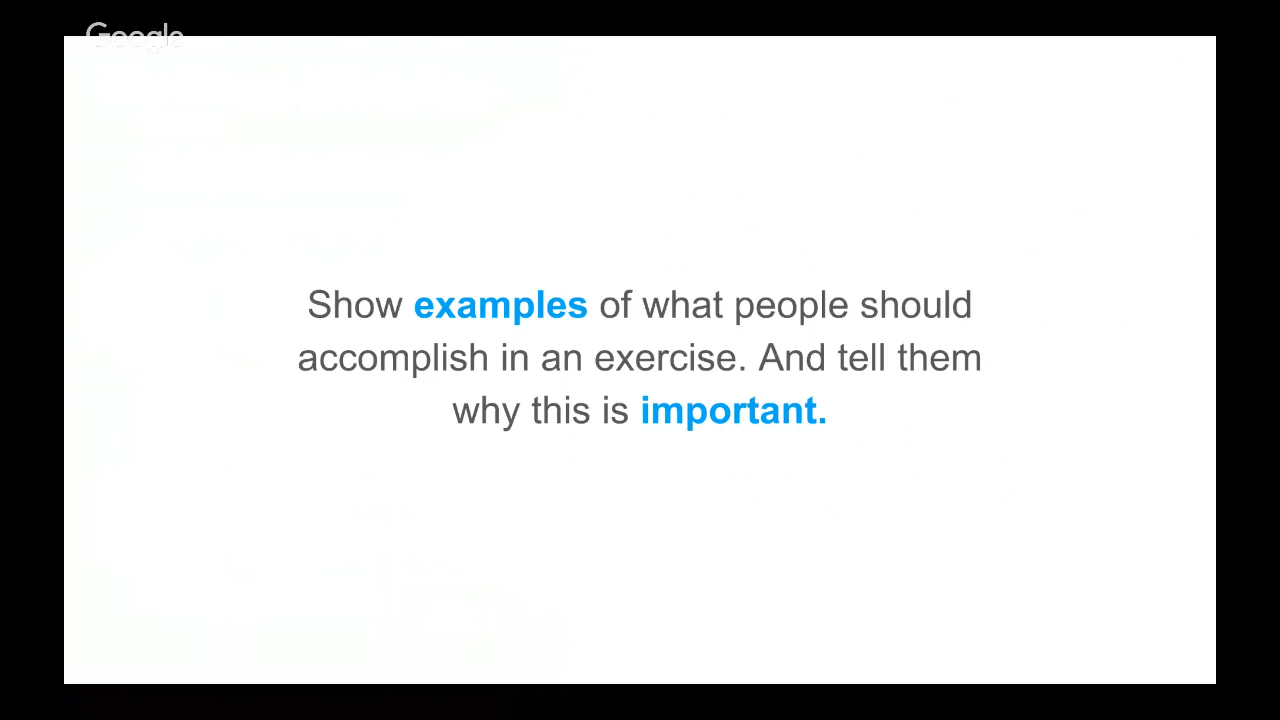 Google
Show examples of what people should
accomplish in an exercise. And tell them
why this is important.